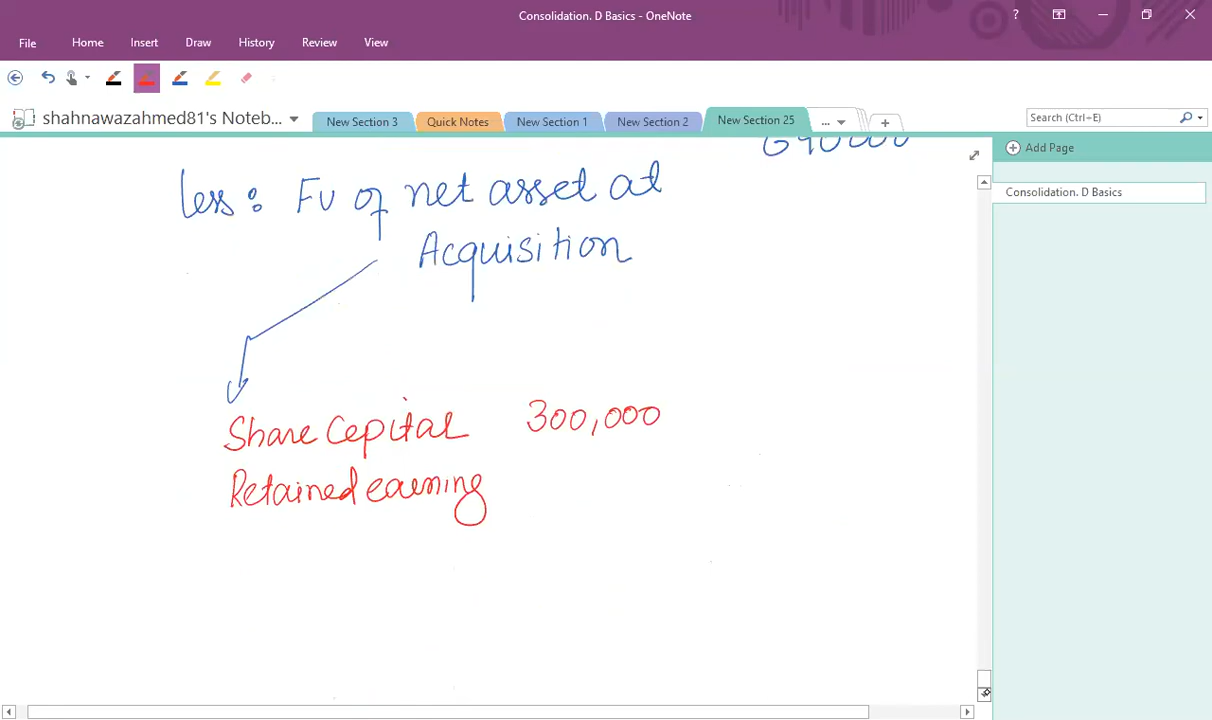 Consolidation. D Basics - OneNote
?
File Home Insert Draw History Review View
shahnawazahmed81's Noteb...
New Section 3
Quick Notes
New Section 1
New Section 2
New Section 25
...
Search (Ctrl+E)
Add Page
Consolidation. D Basics
less: FV of net asset at
Acquisition
Share Cepital 300,000
Retained earning